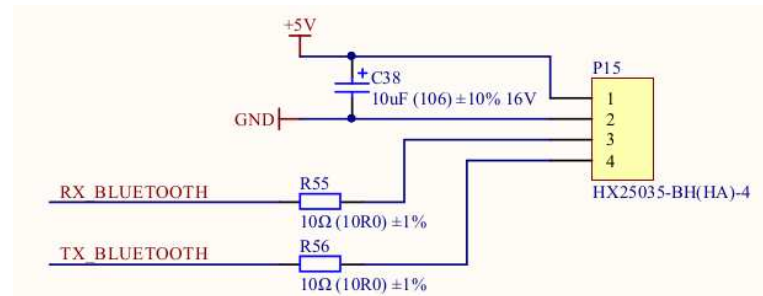 +5V
P15
C38
10uF (106) ±10% 16V
GND
1
2
3
4
HX25035-BH(HA)-4
RX_BLUETOOTH
R55
10Ω (10R0) ±1%
TX_BLUETOOTH
R56
10Ω (10R0) ±1%